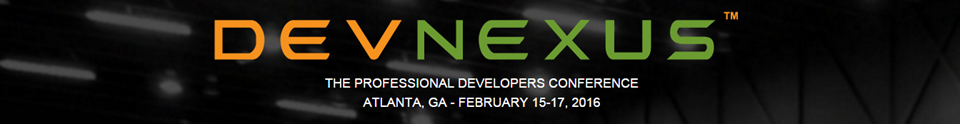 DEVNEXUS™
THE PROFESSIONAL DEVELOPERS CONFERENCE
ATLANTA, GA - FEBRUARY 15-17, 2016